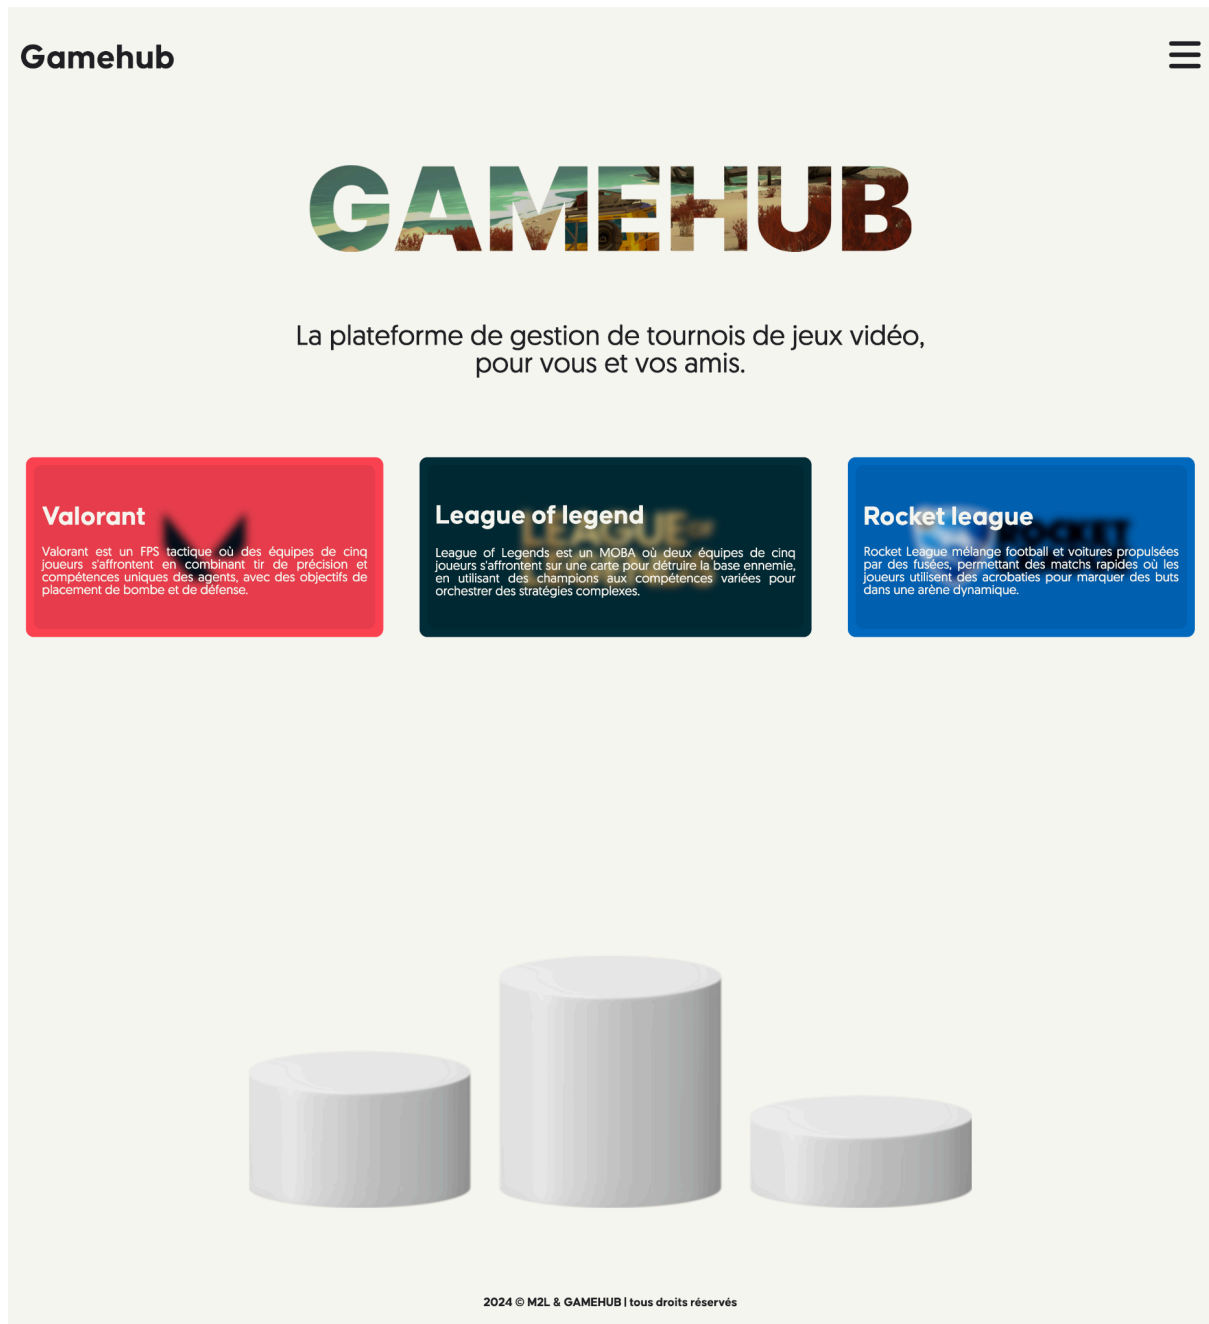 Gamehub
GAMEHUB
La plateforme de gestion de tournois de jeux vidéo,
pour vous et vos amis.
Valorant
Valorant est un FPS tactique où des équipes de cinq
joueurs s'affrontent en combinant tir de précision et
compétences uniques des agents, avec des objectifs de
placement de bombe et de défense.
LEAGUE OF
League of legend
League of Legends est un MOBA où deux équipes de cinq
joueurs s'affrontent sur une carte pour détruire la base ennemie,
en utilisant des champions aux compétences variées pour
orchestrer des stratégies complexes.
ROCKET
Rocket league
Rocket League mélange football et voitures propulsées
par des fusées, permettant des matchs rapides où les
joueurs utilisent des acrobaties pour marquer des buts
dans une arène dynamique.
2024 © M2L & GAMEHUB | tous droits réservés